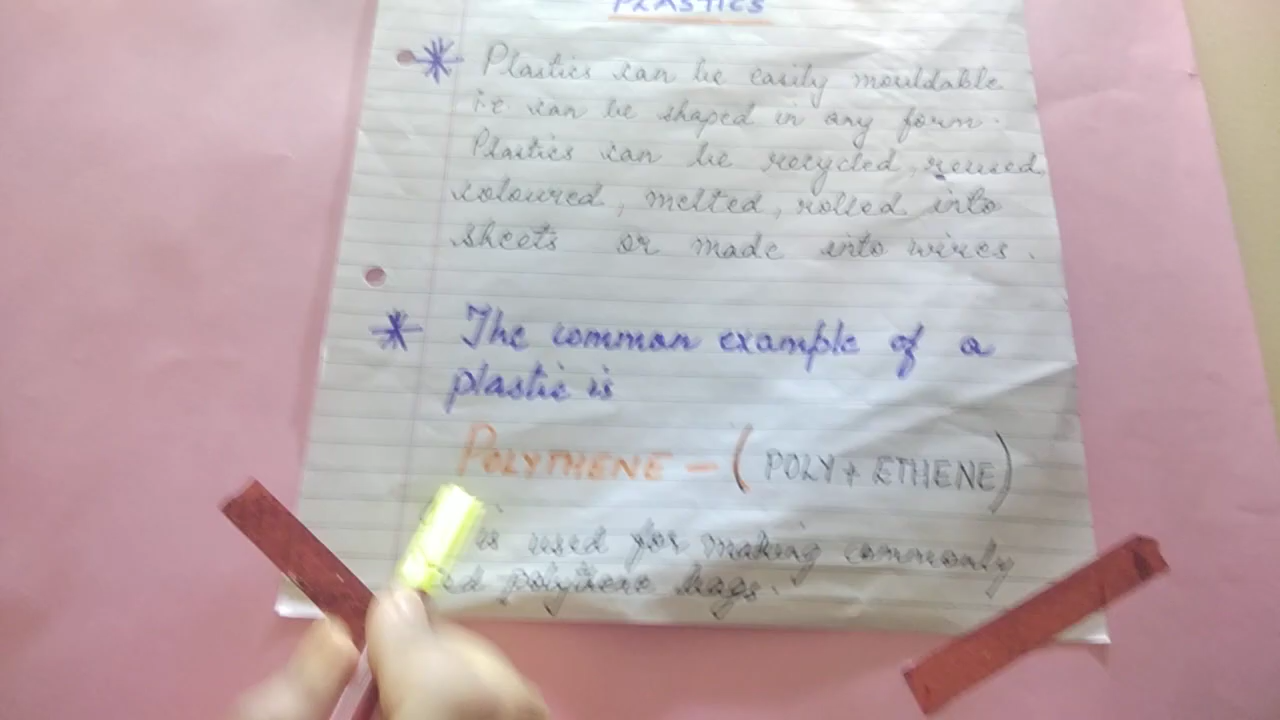 PLASTICS
* Plastics can be easily mouldable
i.e can be shaped in any form.
Plastics can be recycled, reused,
coloured, melted, rolled into
sheets or made into wires.
* The common example of a
plastic is
POLYTHENE - (POLY + ETHENE)
is used for making commonly
polythene bags.